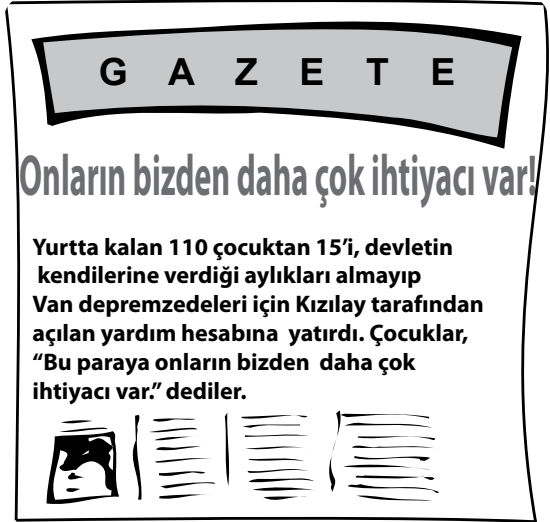 GAZETE
Onların bizden daha çok ihtiyacı var!
Yurtta kalan 110 çocuktan 15’i, devletin
kendilerine verdiği aylıkları almayıp
Van depremzedeleri için Kızılay tarafından
açılan yardım hesabına yatırdı. Çocuklar,
“Bu paraya onların bizden daha çok
ihtiyacı var.” dediler.